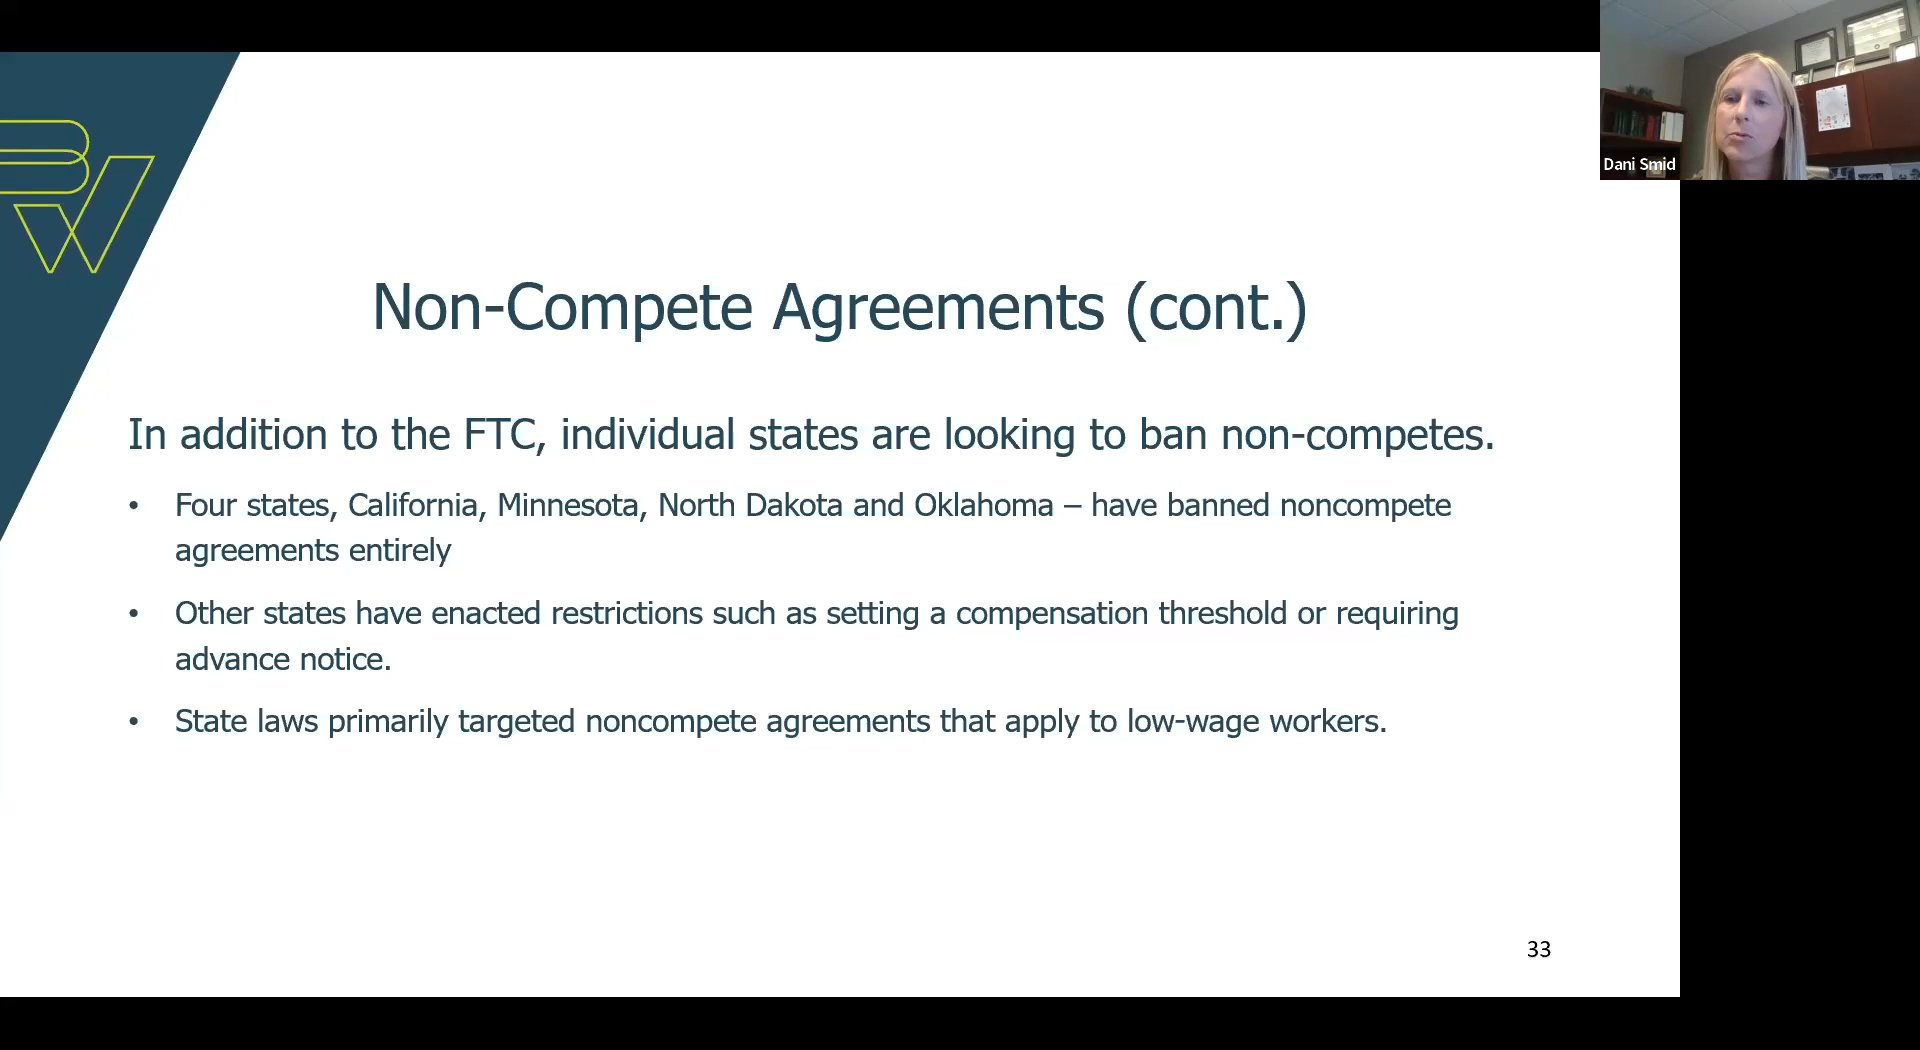 Dani Smid
Non-Compete Agreements (cont.)
In addition to the FTC, individual states are looking to ban non-competes.
• Four states, California, Minnesota, North Dakota and Oklahoma – have banned noncompete
agreements entirely
• Other states have enacted restrictions such as setting a compensation threshold or requiring
advance notice.
• State laws primarily targeted noncompete agreements that apply to low-wage workers.
33